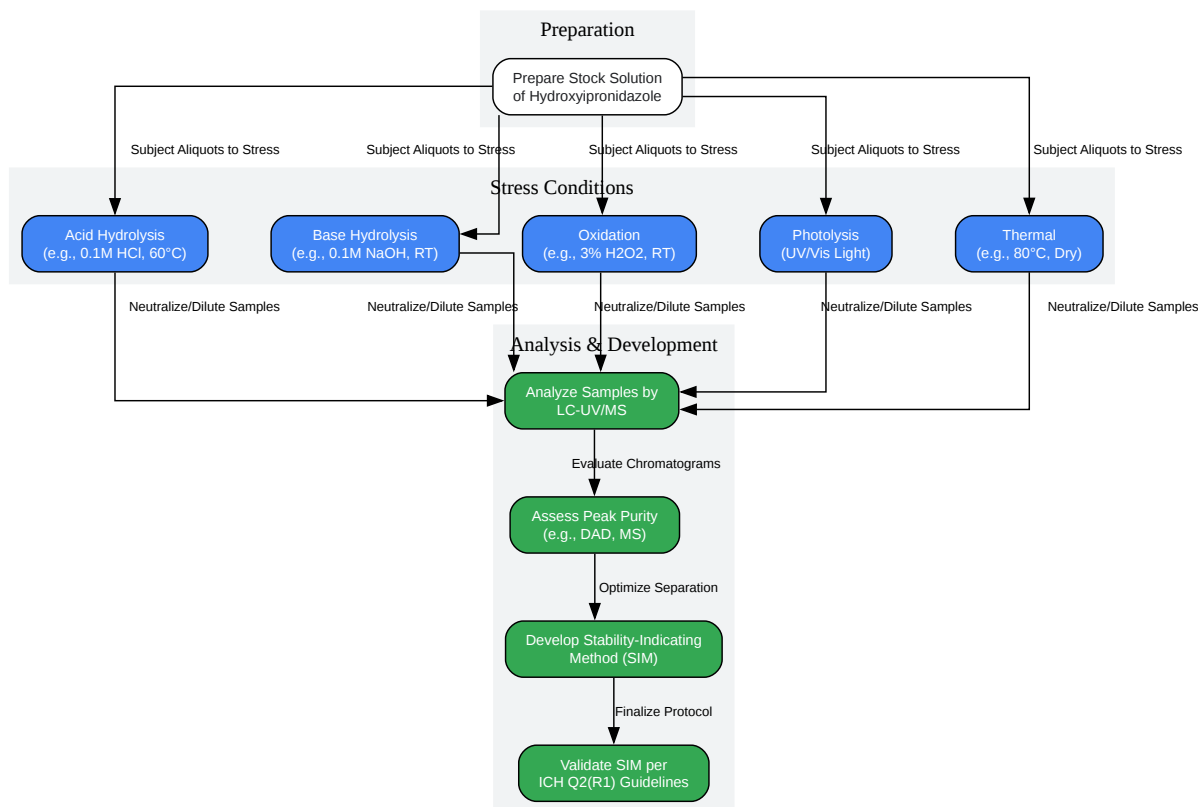 Preparation
Prepare Stock Solution
of Hydroxyipronidazole
Subject Aliquots to Stress
Subject Aliquots to Stress
Subject Aliquots to Stress
Subject Aliquots to Stress
Subject Aliquots to Stress
Stress Conditions
Acid Hydrolysis
(e.g., 0.1M HCl, 60°C)
Base Hydrolysis
(e.g., 0.1M NaOH, RT)
Oxidation
(e.g., 3% H2O2, RT)
Photolysis
(UV/Vis Light)
Thermal
(e.g., 80°C, Dry)
Neutralize/Dilute Samples
Neutralize/Dilute Samples
Neutralize/Dilute Samples
Neutralize/Dilute Samples
Neutralize/Dilute Samples
Analysis & Development
Analyze Samples by
LC-UV/MS
Evaluate Chromatograms
Assess Peak Purity
(e.g., DAD, MS)
Optimize Separation
Develop Stability-Indicating
Method (SIM)
Finalize Protocol
Validate SIM per
ICH Q2(R1) Guidelines